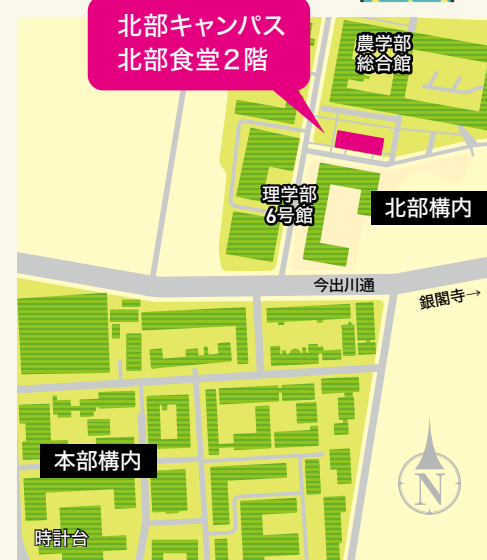 北部キャンパス
北部食堂2階
農学部
総合館
理学部
6号館
北部構内
今出川通
銀閣寺→
本部構内
時計台
N